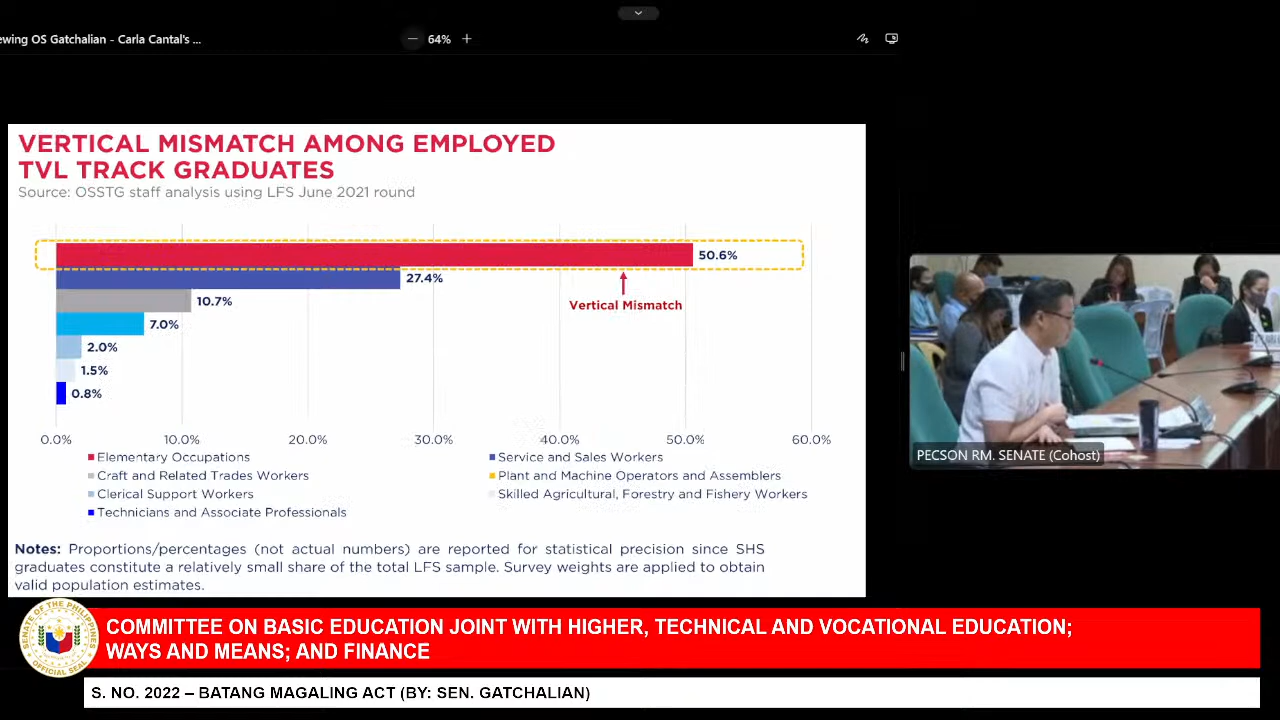 ewing OS Gatchalian - Carla Cantal's ...
64%
VERTICAL MISMATCH AMONG EMPLOYED
TVL TRACK GRADUATES
Source: OSSTG staff analysis using LFS June 2021 round
50.6%
27.4%
Vertical Mismatch
10.7%
7.0%
2.0%
1.5%
0.8%
0.0% 10.0% 20.0% 30.0% 40.0% 50.0% 60.0%
Elementary Occupations Service and Sales Workers
Craft and Related Trades Workers Plant and Machine Operators and Assemblers
Clerical Support Workers Skilled Agricultural, Forestry and Fishery Workers
Technicians and Associate Professionals
Notes: Proportions/percentages (not actual numbers) are reported for statistical precision since SHS
graduates constitute a relatively small share of the total LFS sample. Survey weights are applied to obtain
valid population estimates.
PECSON RM. SENATE (Cohost)
SENATE OF THE PHILIPPINES
OFFICIAL SEAL
COMMITTEE ON BASIC EDUCATION JOINT WITH HIGHER, TECHNICAL AND VOCATIONAL EDUCATION;
WAYS AND MEANS; AND FINANCE
S. NO. 2022 – BATANG MAGALING ACT (BY: SEN. GATCHALIAN)